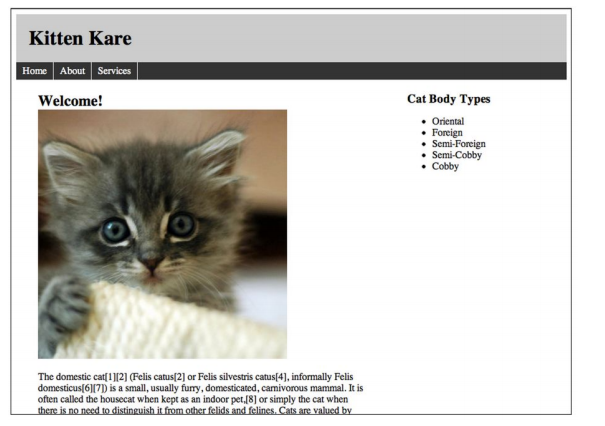 Kitten Kare
Home
About
Services
Welcome!
The domestic cat[1][2] (Felis catus[2] or Felis silvestris catus[4], informally Felis
domesticus[6][7]) is a small, usually furry, domesticated, carnivorous mammal. It is
often called the housecat when kept as an indoor pet,[8] or simply the cat when
there is no need to distinguish it from other felids and felines. Cats are valued by
Cat Body Types
Oriental
Foreign
Semi-Foreign
Semi-Cobby
Cobby